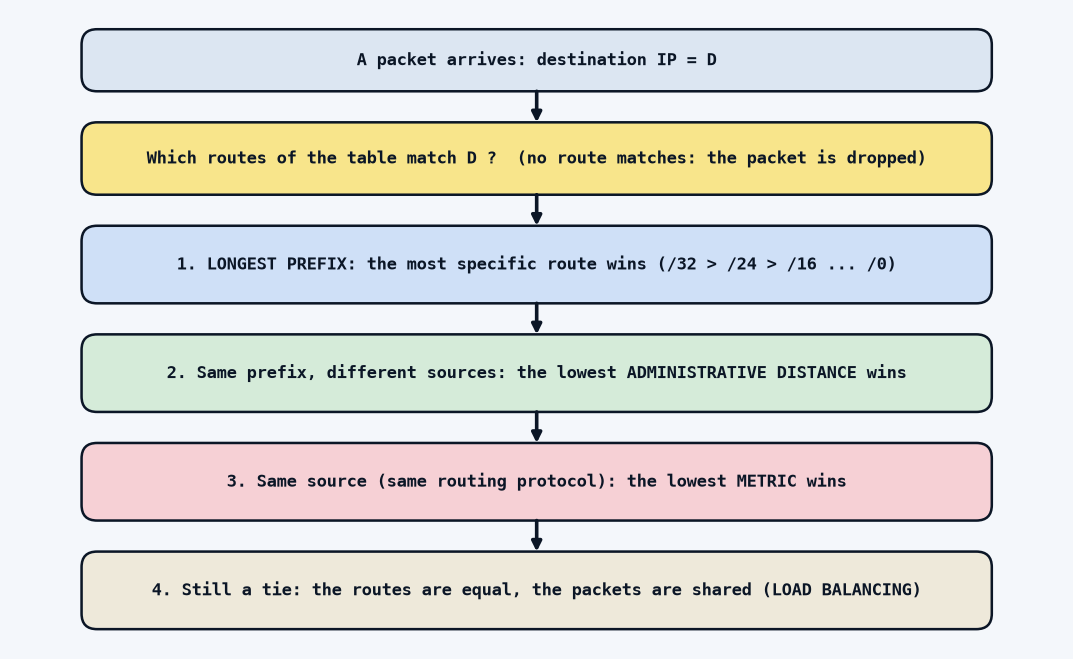 A packet arrives: destination IP = D
Which routes of the table match D ?  (no route matches: the packet is dropped)
1. LONGEST PREFIX: the most specific route wins (/32 > /24 > /16 ... /0)
2. Same prefix, different sources: the lowest ADMINISTRATIVE DISTANCE wins
3. Same source (same routing protocol): the lowest METRIC wins
4. Still a tie: the routes are equal, the packets are shared (LOAD BALANCING)